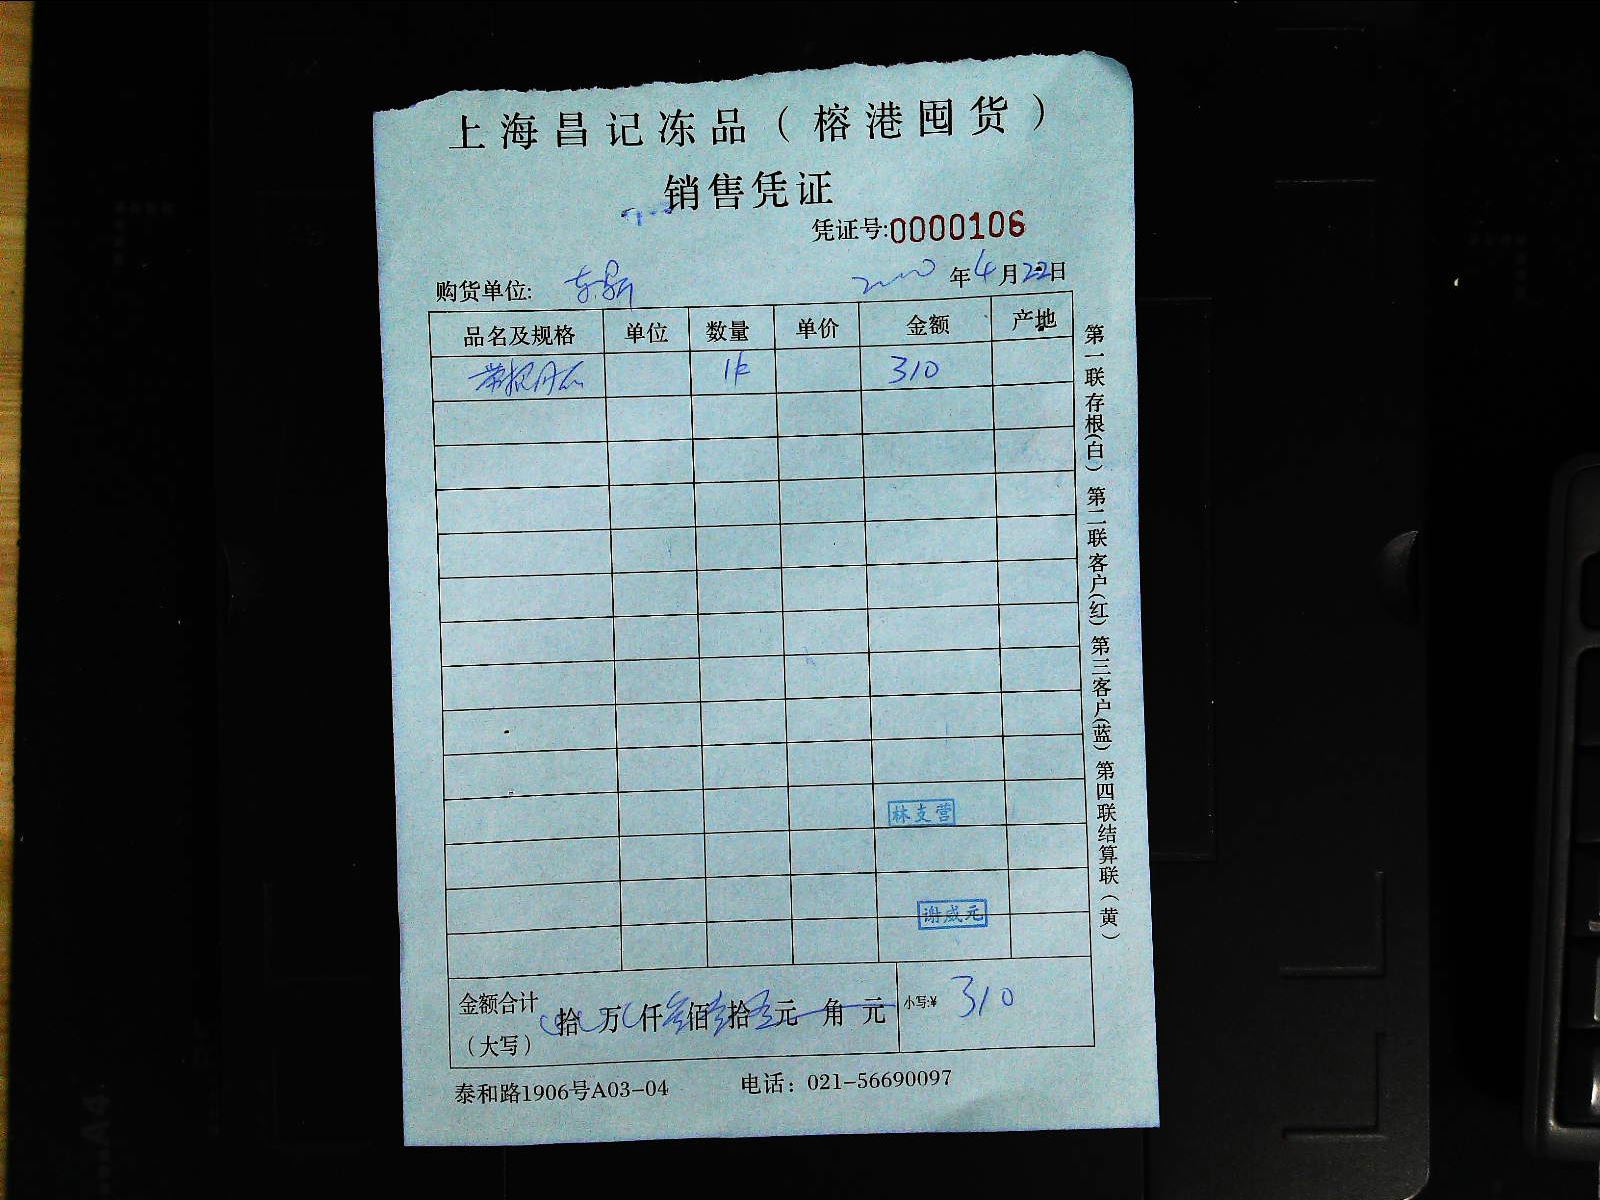 上海昌记冻品（榕港囤货）
销售凭证
凭证号:0000106
购货单位: 年4月22日
品名及规格 单位 数量 单价 金额 产地
310
林支营
谢威元
金额合计（大写） 拾 万 仟 佰 拾 元 角 元 小写:¥ 310
泰和路1906号A03-04 电话：021-56690097
第一联存根(白) 第二联客户(红) 第三客户(蓝) 第四联结算联（黄）